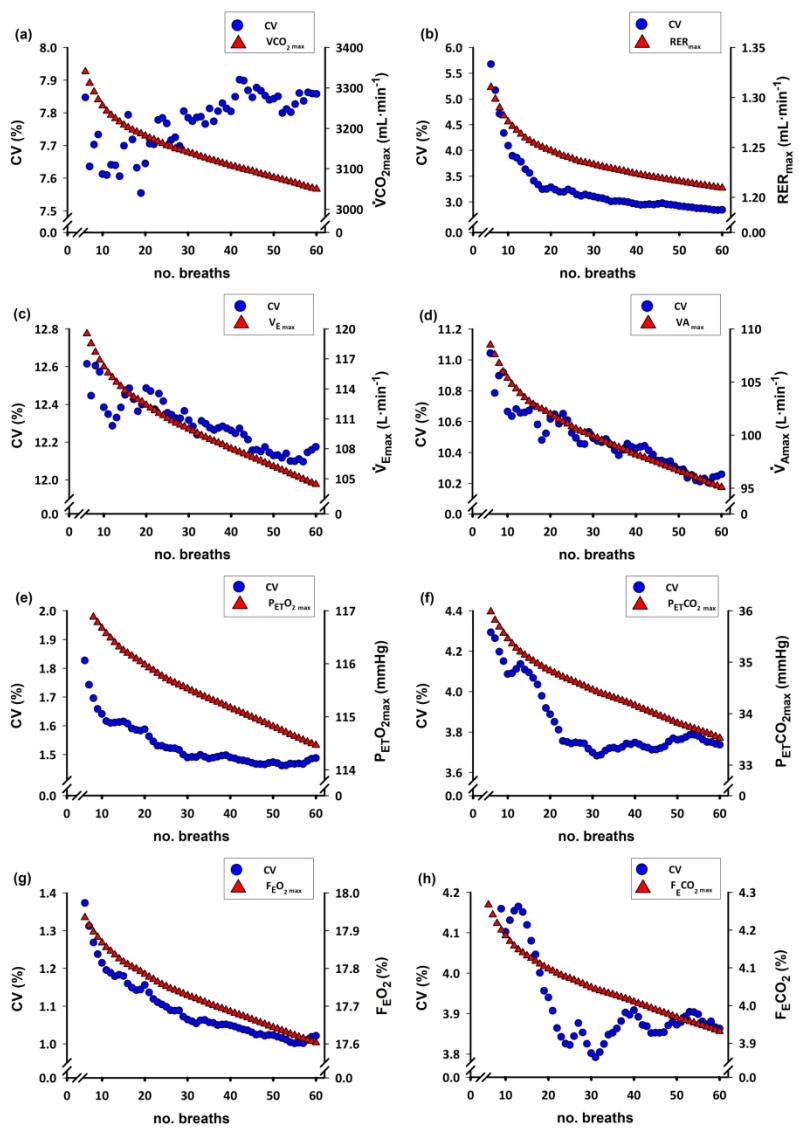 (a)
CV
VCO2 max
8.0
7.9
7.8
7.7
7.6
7.5
0.0
CV (%)
3400
3300
3200
3100
3000
0
V̇CO2max (mL·min-1)
0 10 20 30 40 50 60
no. breaths
(b)
CV
RERmax
6.0
5.5
5.0
4.5
4.0
3.5
3.0
0.0
CV (%)
1.35
1.30
1.25
1.20
0.00
RERmax (mL·min-1)
0 10 20 30 40 50 60
no. breaths
(c)
CV
VE max
12.8
12.6
12.4
12.2
12.0
0.0
CV (%)
120
117
114
111
108
105
0
V̇Emax (L·min-1)
0 10 20 30 40 50 60
no. breaths
(d)
CV
VA max
11.2
11.0
10.8
10.6
10.4
10.2
0.0
CV (%)
110
105
100
95
0
V̇Amax (L·min-1)
0 10 20 30 40 50 60
no. breaths
(e)
CV
PETO2 max
2.0
1.9
1.8
1.7
1.6
1.5
0.0
CV (%)
117
116
115
114
0
PETO2max (mmHg)
0 10 20 30 40 50 60
no. breaths
(f)
CV
PETCO2 max
4.4
4.2
4.0
3.8
3.6
0.0
CV (%)
36
35
34
33
0
PETCO2max (mmHg)
0 10 20 30 40 50 60
no. breaths
(g)
CV
FEO2 max
1.4
1.3
1.2
1.1
1.0
0.0
CV (%)
18.0
17.9
17.8
17.7
17.6
0.0
FEO2 (%)
0 10 20 30 40 50 60
no. breaths
(h)
CV
FECO2 max
4.2
4.1
4.0
3.9
3.8
0.0
CV (%)
4.3
4.2
4.1
4.0
3.9
0.0
FECO2 (%)
0 10 20 30 40 50 60
no. breaths